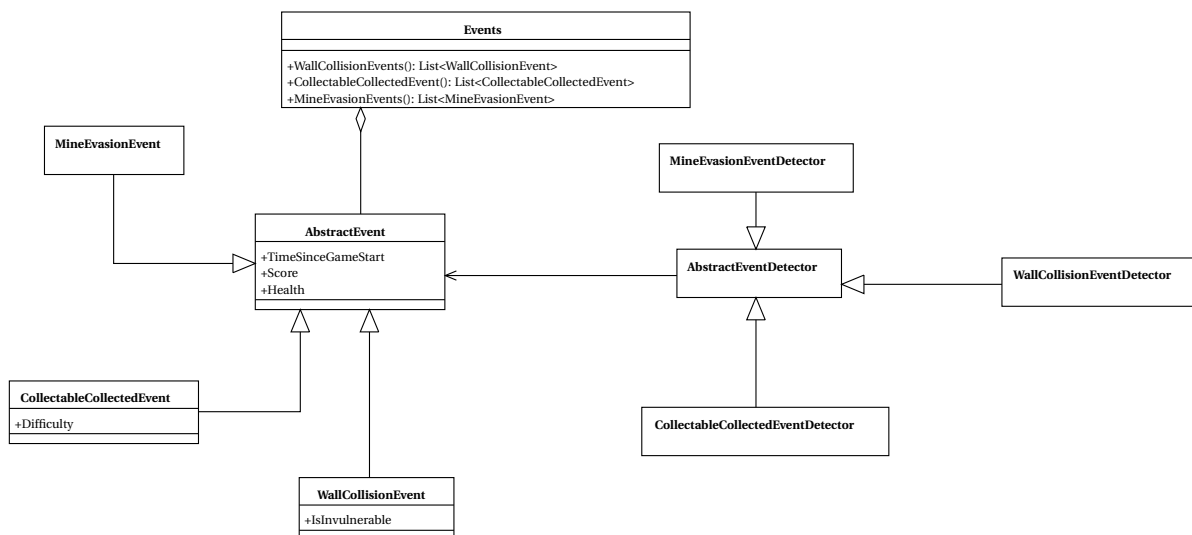 Events
+WallCollisionEvents(): List<WallCollisionEvent>
+CollectableCollectedEvent(): List<CollectableCollectedEvent>
+MineEvasionEvents(): List<MineEvasionEvent>
MineEvasionEvent
MineEvasionEventDetector
AbstractEvent
+TimeSinceGameStart
+Score
+Health
AbstractEventDetector
WallCollisionEventDetector
CollectableCollectedEvent
+Difficulty
CollectableCollectedEventDetector
WallCollisionEvent
+IsInvulnerable